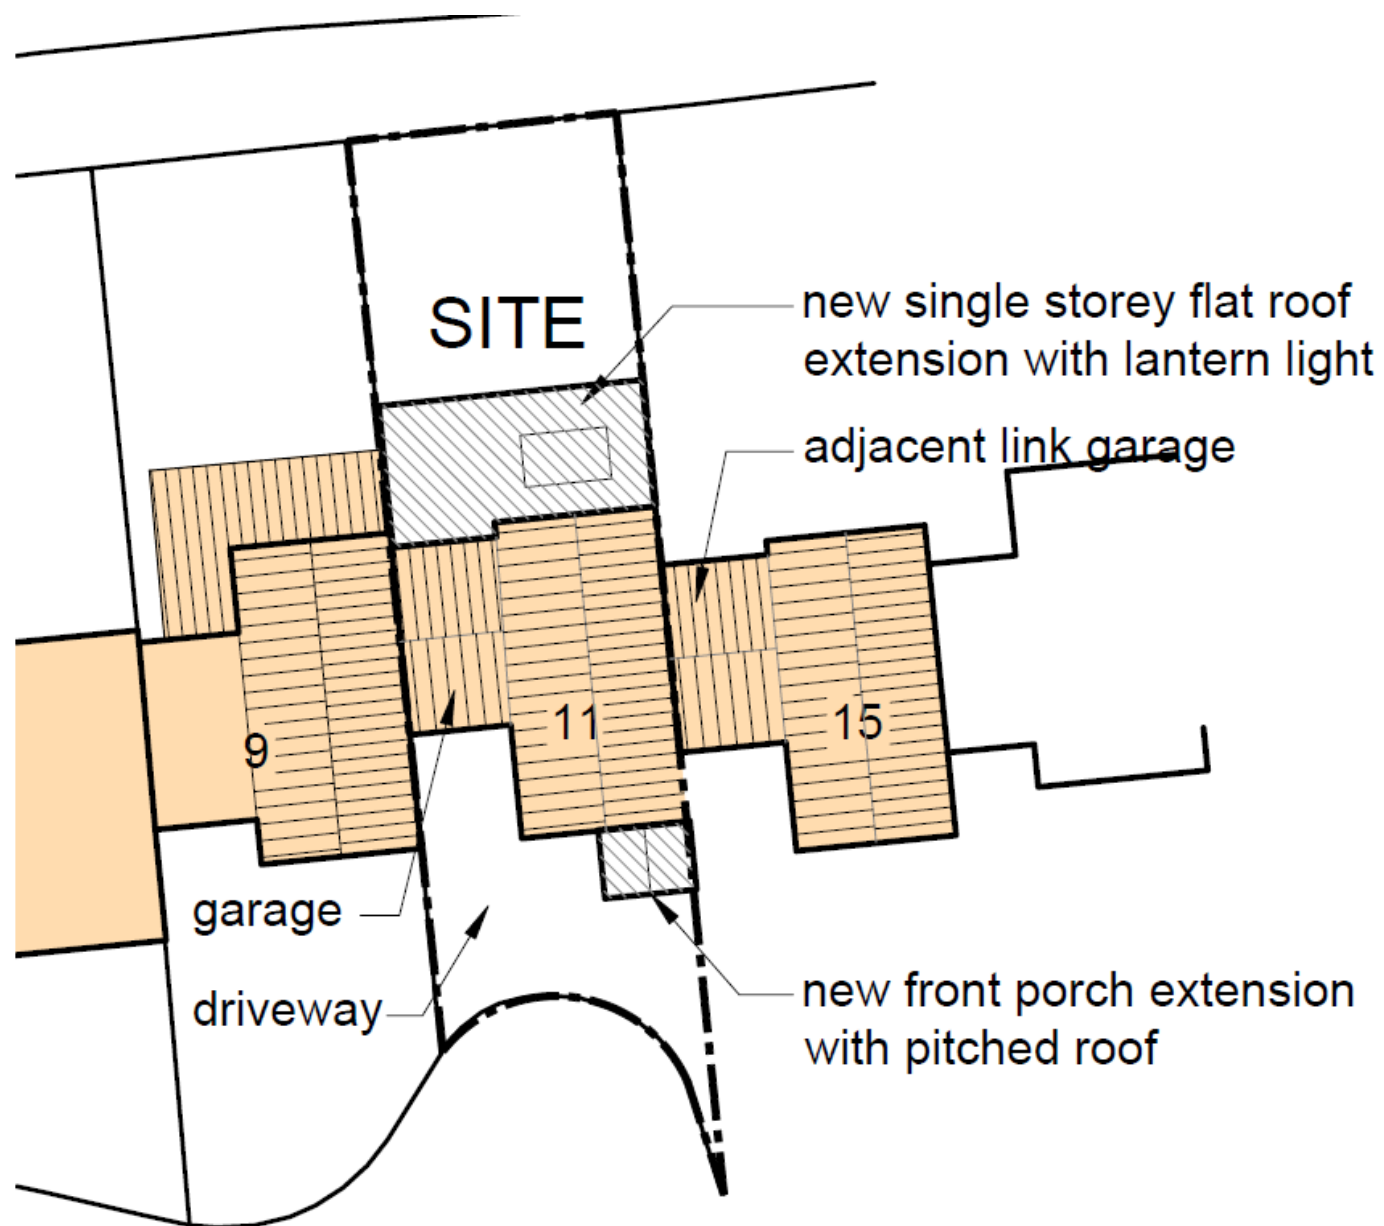 SITE
new single storey flat roof
extension with lantern light
adjacent link garage
9
11
15
garage
driveway
new front porch extension
with pitched roof